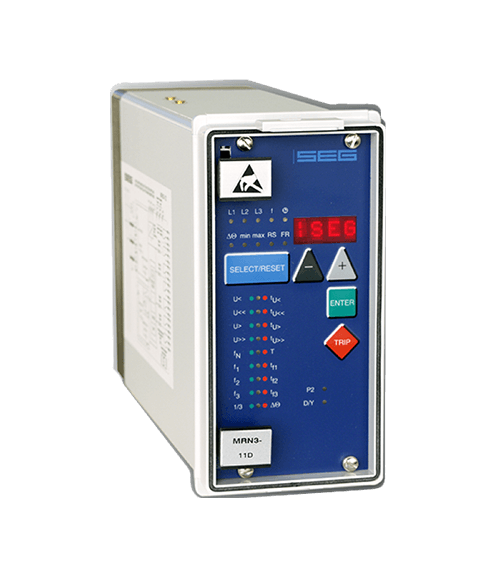 SEG
L1 L2 L3 f
ISEG
ΔΘ min max RS FR
SELECT/RESET
−
+
ENTER
U< tU<
U<< tU<<
TRIP
U> tU>
U>> tU>>
fN T
f1 tf1
f2 tf2
P2
f3 tf3
D/Y
1/3 ΔΘ
MRN3-
11D